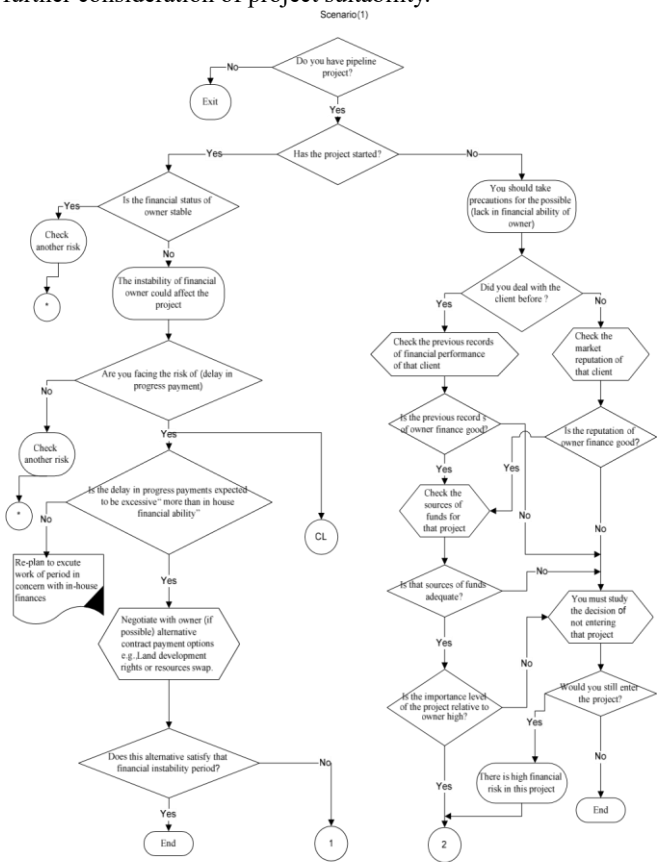 further consideration of project suitability.
Scenario(1)
Do you have pipeline
project?
No
Exit
Yes
Has the project started?
Yes
No
Is the financial status of
owner stable
Yes
Check
another risk
*
No
The instability of financial
owner could affect the
project
Are you facing the risk of (delay in
progress payment)
No
Check
another risk
*
Yes
CL
Is the delay in progress payments expected
to be excessive“ more than in house
financial ability”
No
Re-plan to excute
work of period in
concern with in-house
finances
Yes
Negotiate with owner (if
possible) alternative
contract payment options
e.g.,Land development
rights or resources swap.
Does this alternative satisfy that
financial instability period?
No
1
Yes
End
You should take
precautions for the possible
(lack in financial ability of
owner)
Did you deal with the
client before ?
Yes
No
Check the previous records
of financial performance
of that client
Check the
market
reputation of
that client
Is the previous record s
of owner finance good?
Is the reputation of
owner finance good?
Yes
Yes
No
No
Check the
sources of
funds for
that project
Is that sources of funds
adequate?
No
You must study
the decision of
not entering
that project
Yes
No
Is the importance level
of the project relative to
owner high?
Would you still enter
the project?
Yes
No
There is high financial
risk in this project
Yes
End
2